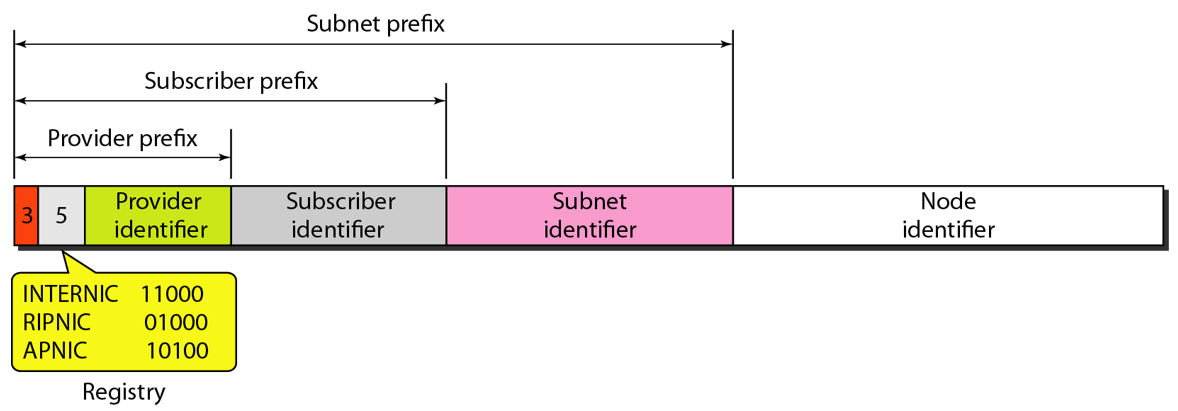 Subnet prefix
Subscriber prefix
Provider prefix
3
5
Provider
identifier
Subscriber
identifier
Subnet
identifier
Node
identifier
INTERNIC 11000
RIPNIC 01000
APNIC 10100
Registry